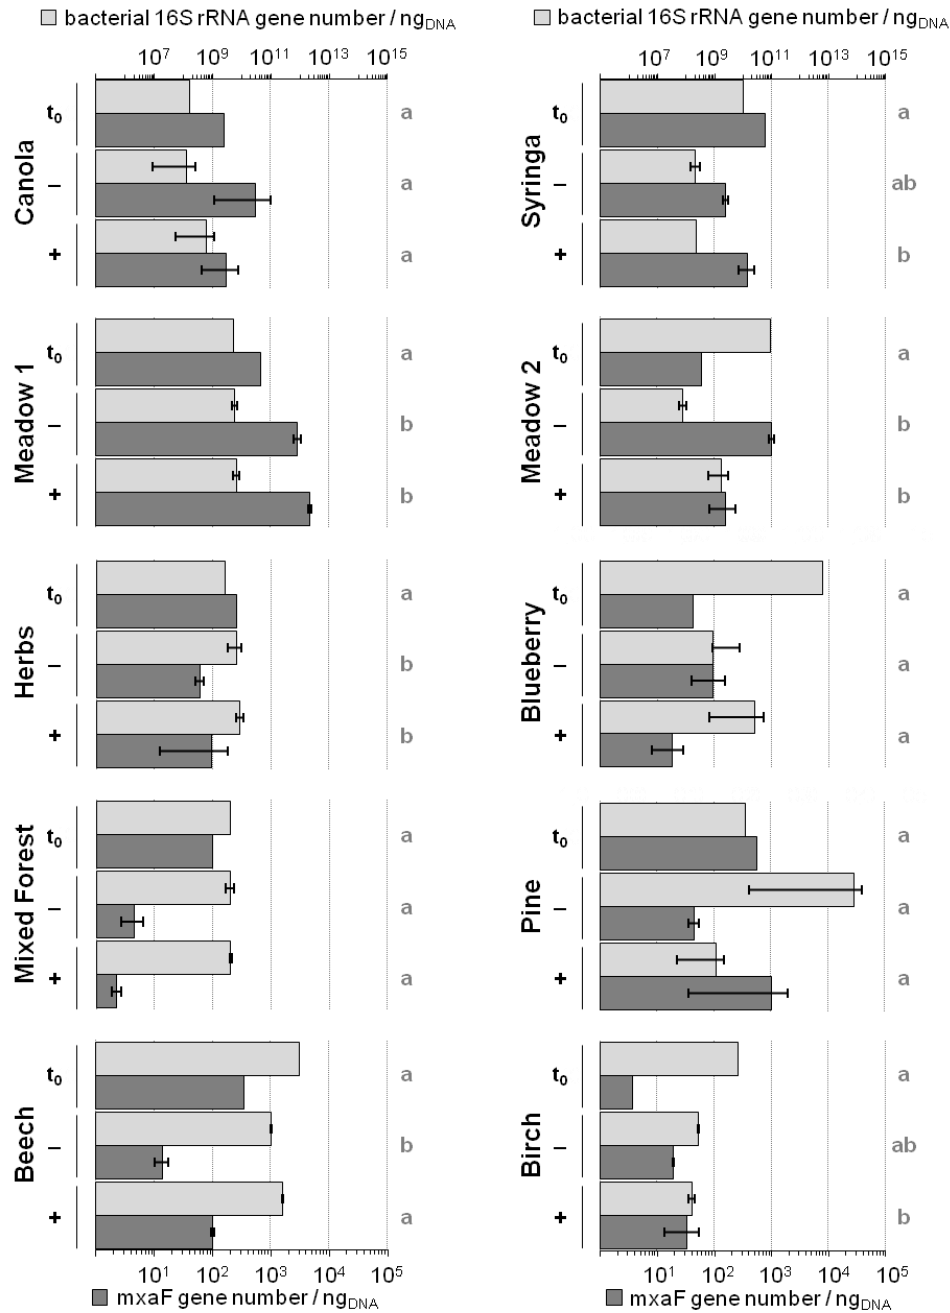 bacterial 16S rRNA gene number / ng_DNA
bacterial 16S rRNA gene number / ng_DNA
10^7 10^9 10^11 10^13 10^15
10^7 10^9 10^11 10^13 10^15
Canola
t_0 a
– a
+ a
Syringa
t_0 a
– ab
+ b
Meadow 1
t_0 a
– b
+ b
Meadow 2
t_0 a
– b
+ b
Herbs
t_0 a
– b
+ b
Blueberry
t_0 a
– a
+ a
Mixed Forest
t_0 a
– a
+ a
Pine
t_0 a
– a
+ a
Beech
t_0 a
– b
+ a
Birch
t_0 a
– ab
+ b
10^1 10^2 10^3 10^4 10^5
10^1 10^2 10^3 10^4 10^5
mxaF gene number / ng_DNA
mxaF gene number / ng_DNA